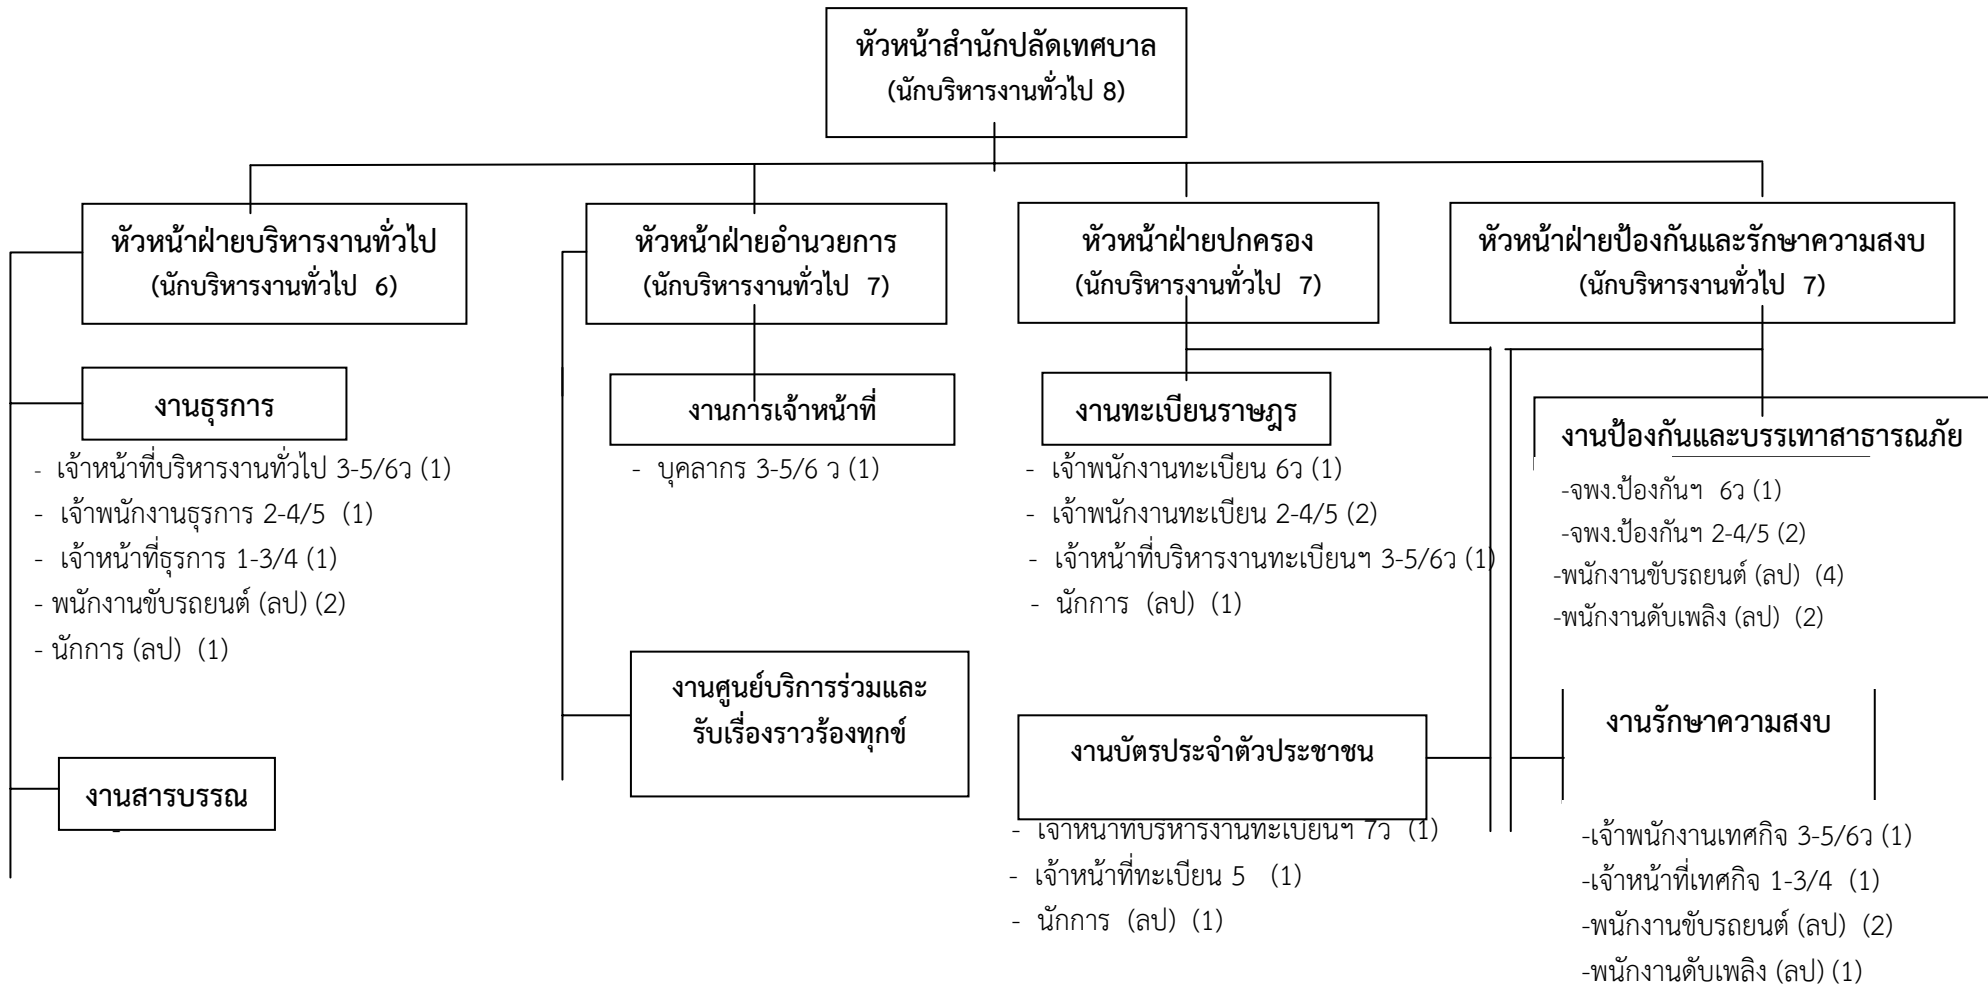 หัวหน้าสำนักปลัดเทศบาล
(นักบริหารงานทั่วไป 8)
หัวหน้าฝ่ายบริหารงานทั่วไป
(นักบริหารงานทั่วไป 6)
หัวหน้าฝ่ายอำนวยการ
(นักบริหารงานทั่วไป 7)
หัวหน้าฝ่ายปกครอง
(นักบริหารงานทั่วไป 7)
หัวหน้าฝ่ายป้องกันและรักษาความสงบ
(นักบริหารงานทั่วไป 7)
งานธุรการ
- เจ้าหน้าที่บริหารงานทั่วไป 3-5/6ว (1)
- เจ้าพนักงานธุรการ 2-4/5 (1)
- เจ้าหน้าที่ธุรการ 1-3/4 (1)
- พนักงานขับรถยนต์ (ลป) (2)
- นักการ (ลป) (1)
งานสารบรรณ
งานการเจ้าหน้าที่
- บุคลากร 3-5/6 ว (1)
งานศูนย์บริการร่วมและ
รับเรื่องราวร้องทุกข์
งานทะเบียนราษฎร
- เจ้าพนักงานทะเบียน 6ว (1)
- เจ้าพนักงานทะเบียน 2-4/5 (2)
- เจ้าหน้าที่บริหารงานทะเบียนฯ 3-5/6ว (1)
- นักการ (ลป) (1)
งานบัตรประจำตัวประชาชน
- เจ้าหน้าที่บริหารงานทะเบียนฯ 7ว (1)
- เจ้าหน้าที่ทะเบียน 5 (1)
- นักการ (ลป) (1)
งานป้องกันและบรรเทาสาธารณภัย
-จพง.ป้องกันฯ 6ว (1)
-จพง.ป้องกันฯ 2-4/5 (2)
-พนักงานขับรถยนต์ (ลป) (4)
-พนักงานดับเพลิง (ลป) (2)
งานรักษาความสงบ
-เจ้าพนักงานเทศกิจ 3-5/6ว (1)
-เจ้าหน้าที่เทศกิจ 1-3/4 (1)
-พนักงานขับรถยนต์ (ลป) (2)
-พนักงานดับเพลิง (ลป) (1)